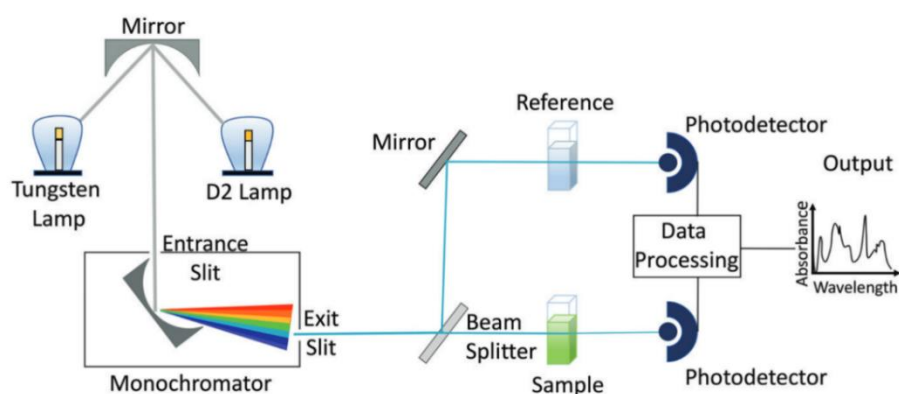 Mirror
Tungsten
Lamp
D2 Lamp
Entrance
Slit
Exit
Slit
Monochromator
Mirror
Beam
Splitter
Reference
Sample
Photodetector
Photodetector
Data
Processing
Output
Absorbance
Wavelength